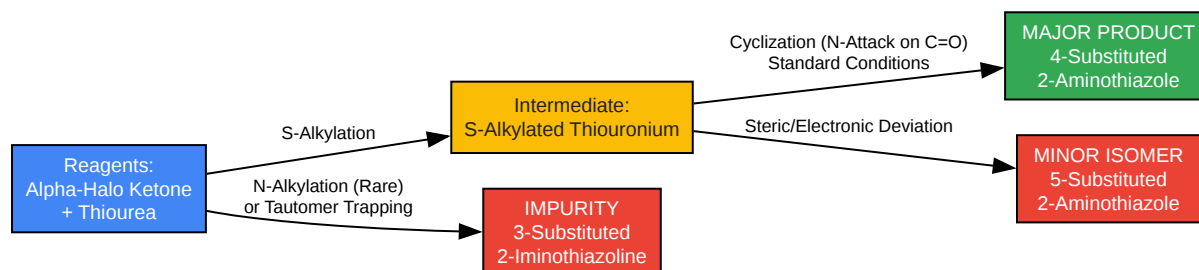 Reagents:
Alpha-Halo Ketone
+ Thiourea
S-Alkylation
N-Alkylation (Rare)
or Tautomer Trapping
Intermediate:
S-Alkylated Thiouronium
IMPURITY
3-Substituted
2-Iminothiazoline
Cyclization (N-Attack on C=O)
Standard Conditions
Steric/Electronic Deviation
MAJOR PRODUCT
4-Substituted
2-Aminothiazole
MINOR ISOMER
5-Substituted
2-Aminothiazole